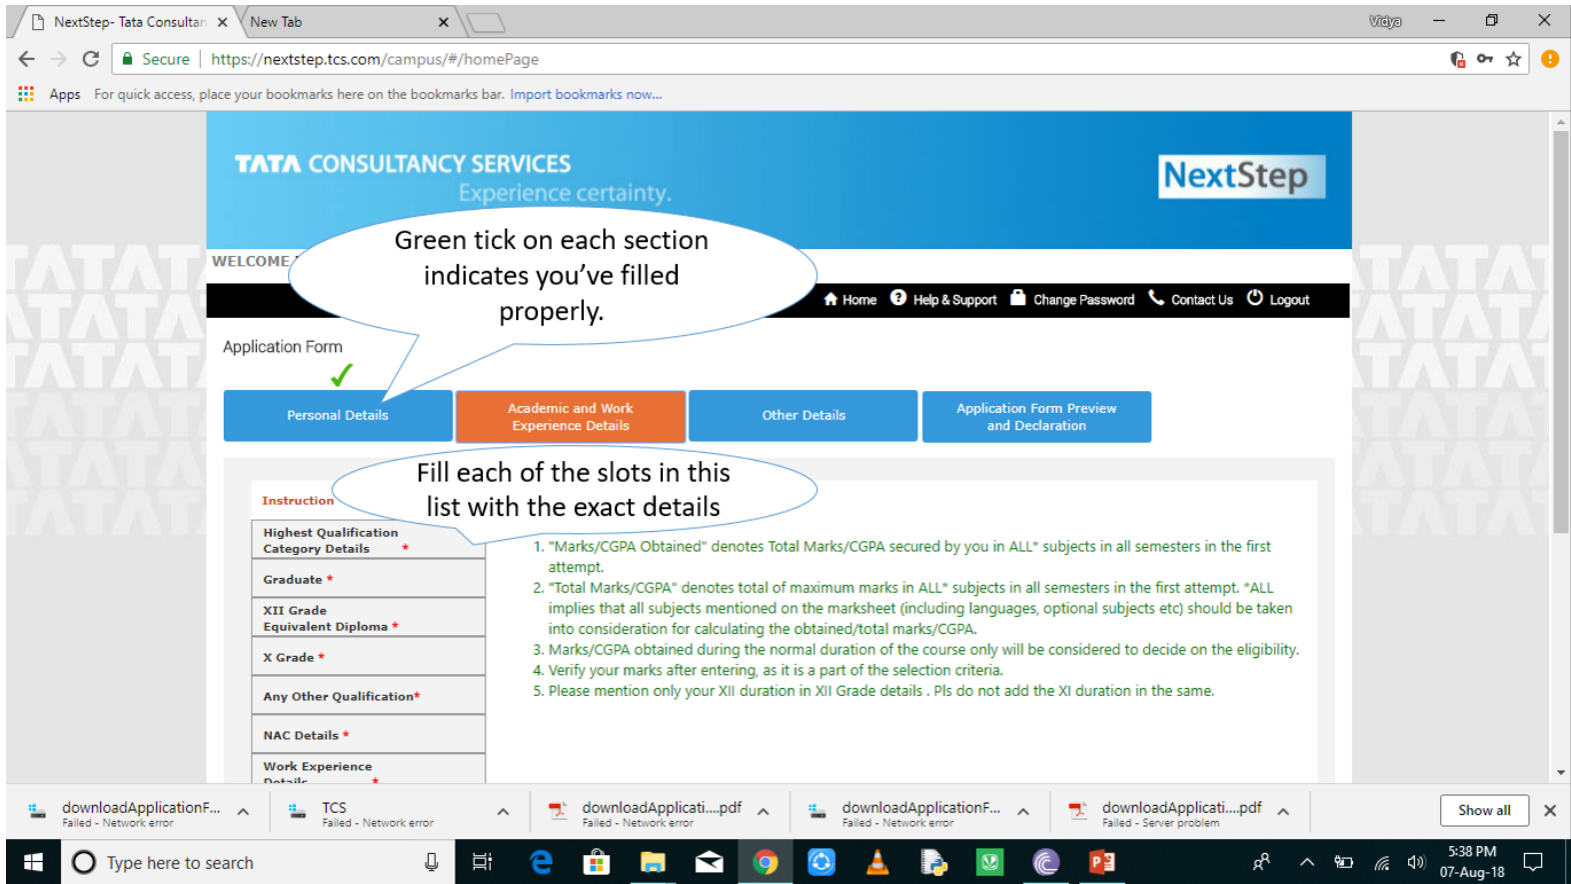 NextStep- Tata Consultan
New Tab
Vidya
Secure | https://nextstep.tcs.com/campus/#/homePage
Apps For quick access, place your bookmarks here on the bookmarks bar. Import bookmarks now...
TATA CONSULTANCY SERVICES
Experience certainty.
NextStep
Green tick on each section
indicates you've filled
properly.
WELCOME
Home Help & Support Change Password Contact Us Logout
Application Form
Personal Details
Academic and Work
Experience Details
Other Details
Application Form Preview
and Declaration
Fill each of the slots in this
list with the exact details
Instruction
Highest Qualification
Category Details *
Graduate *
XII Grade
Equivalent Diploma *
X Grade *
Any Other Qualification*
NAC Details *
Work Experience
Details *
1. "Marks/CGPA Obtained" denotes Total Marks/CGPA secured by you in ALL* subjects in all semesters in the first
attempt.
2. "Total Marks/CGPA" denotes total of maximum marks in ALL* subjects in all semesters in the first attempt. *ALL
implies that all subjects mentioned on the marksheet (including languages, optional subjects etc) should be taken
into consideration for calculating the obtained/total marks/CGPA.
3. Marks/CGPA obtained during the normal duration of the course only will be considered to decide on the eligibility.
4. Verify your marks after entering, as it is a part of the selection criteria.
5. Please mention only your XII duration in XII Grade details . Pls do not add the XI duration in the same.
downloadApplicationF...
Failed - Network error
TCS
Failed - Network error
downloadApplicati....pdf
Failed - Network error
downloadApplicationF...
Failed - Network error
downloadApplicati....pdf
Failed - Server problem
Show all
Type here to search
5:38 PM
07-Aug-18